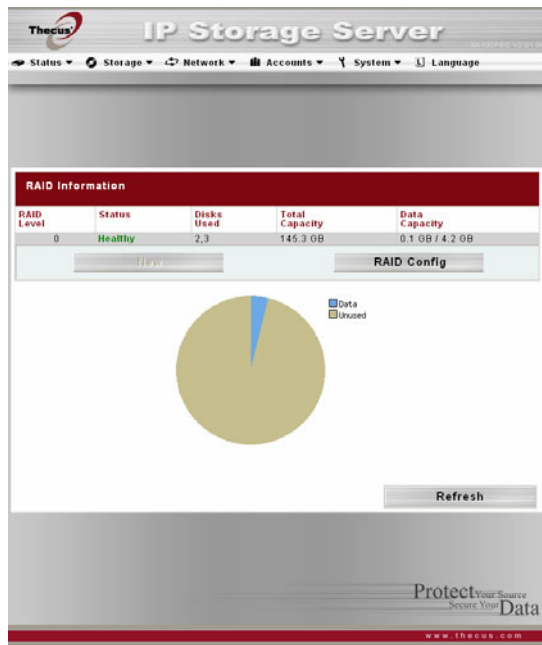 Thecus
IP Storage Server
Status Storage Network Accounts System Language
RAID Information
RAID Level Status Disks Used Total Capacity Data Capacity
0 Healthy 2,3 145.3 GB 0.1 GB / 4.2 GB
New RAID Config
Data
Unused
Refresh
Protect Your Source
Secure Your Data
www.thecus.com